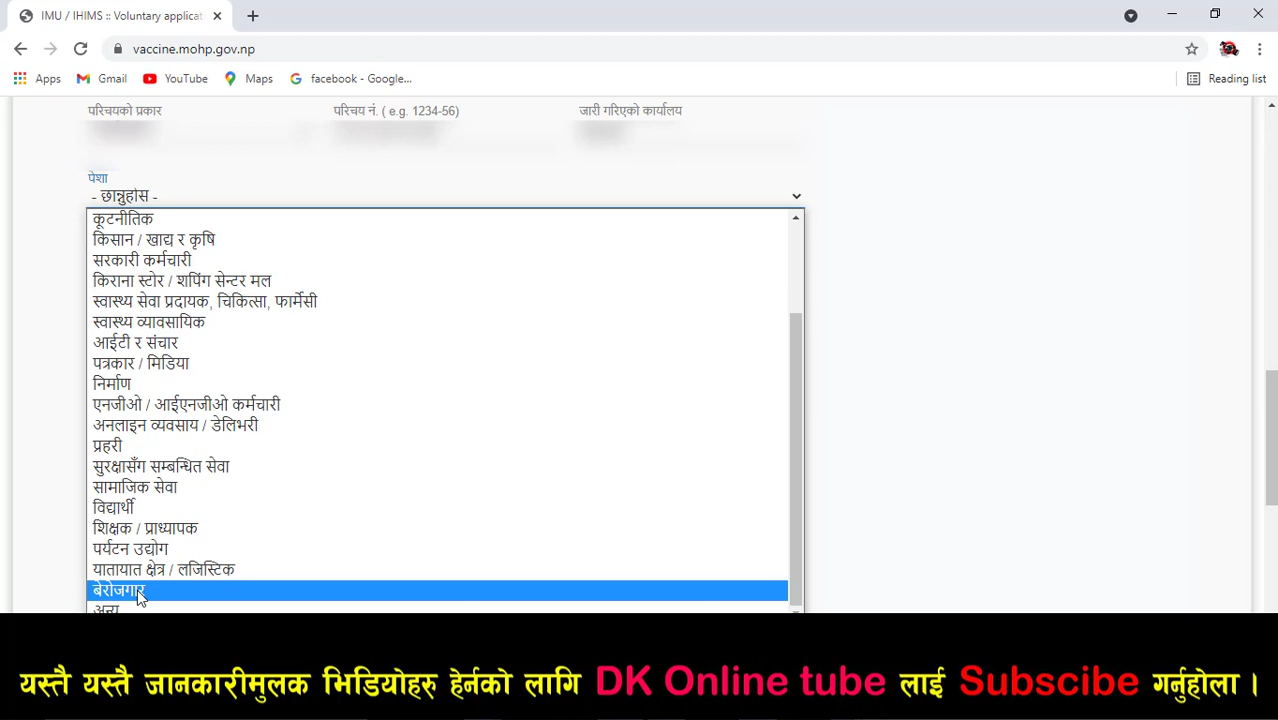 IMU / IHIMS :: Voluntary applicat
vaccine.mohp.gov.np
Apps Gmail YouTube Maps facebook - Google... Reading list
परिचयको प्रकार परिचय नं. ( e.g. 1234-56) जारी गरिएको कार्यालय
पेशा
- छान्नुहोस -
कूटनीतिक
किसान / खाद्य र कृषि
सरकारी कर्मचारी
किराना स्टोर / शपिंग सेन्टर मल
स्वास्थ्य सेवा प्रदायक, चिकित्सा, फार्मेसी
स्वास्थ्य व्यावसायिक
आईटी र संचार
पत्रकार / मिडिया
निर्माण
एनजीओ / आईएनजीओ कर्मचारी
अनलाइन व्यवसाय / डेलिभरी
प्रहरी
सुरक्षासँग सम्बन्धित सेवा
सामाजिक सेवा
विद्यार्थी
शिक्षक / प्राध्यापक
पर्यटन उद्योग
यातायात क्षेत्र / लजिस्टिक
बेरोजगार
अन्य
यस्तै यस्तै जानकारीमुलक भिडियोहरु हेर्नको लागि DK Online tube लाई Subscibe गर्नुहोला ।